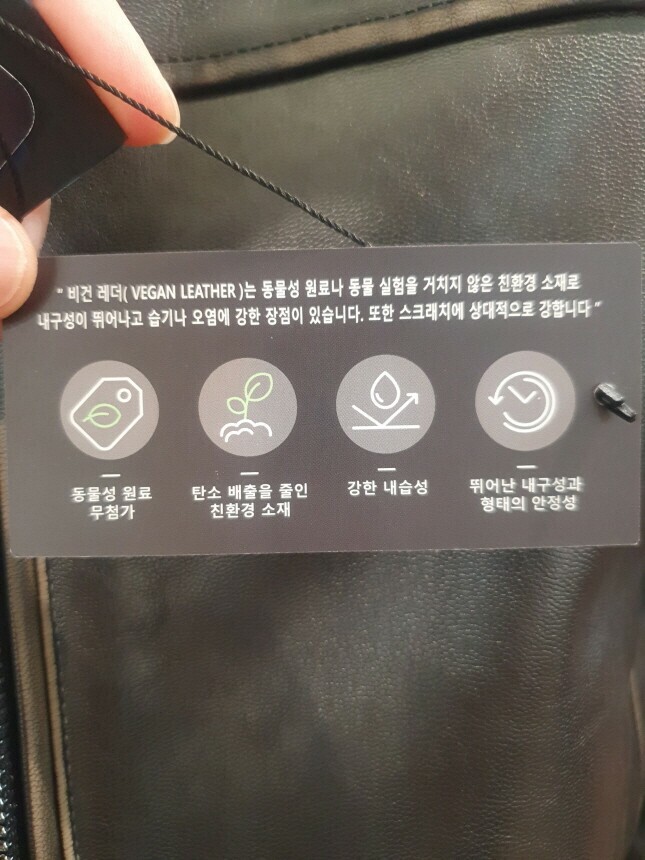 " 비건 레더( VEGAN LEATHER )는 동물성 원료나 동물 실험을 거치지 않은 친환경 소재로
내구성이 뛰어나고 습기나 오염에 강한 장점이 있습니다. 또한 스크래치에 상대적으로 강합니다 "
동물성 원료
무첨가
탄소 배출을 줄인
친환경 소재
강한 내습성
뛰어난 내구성과
형태의 안정성